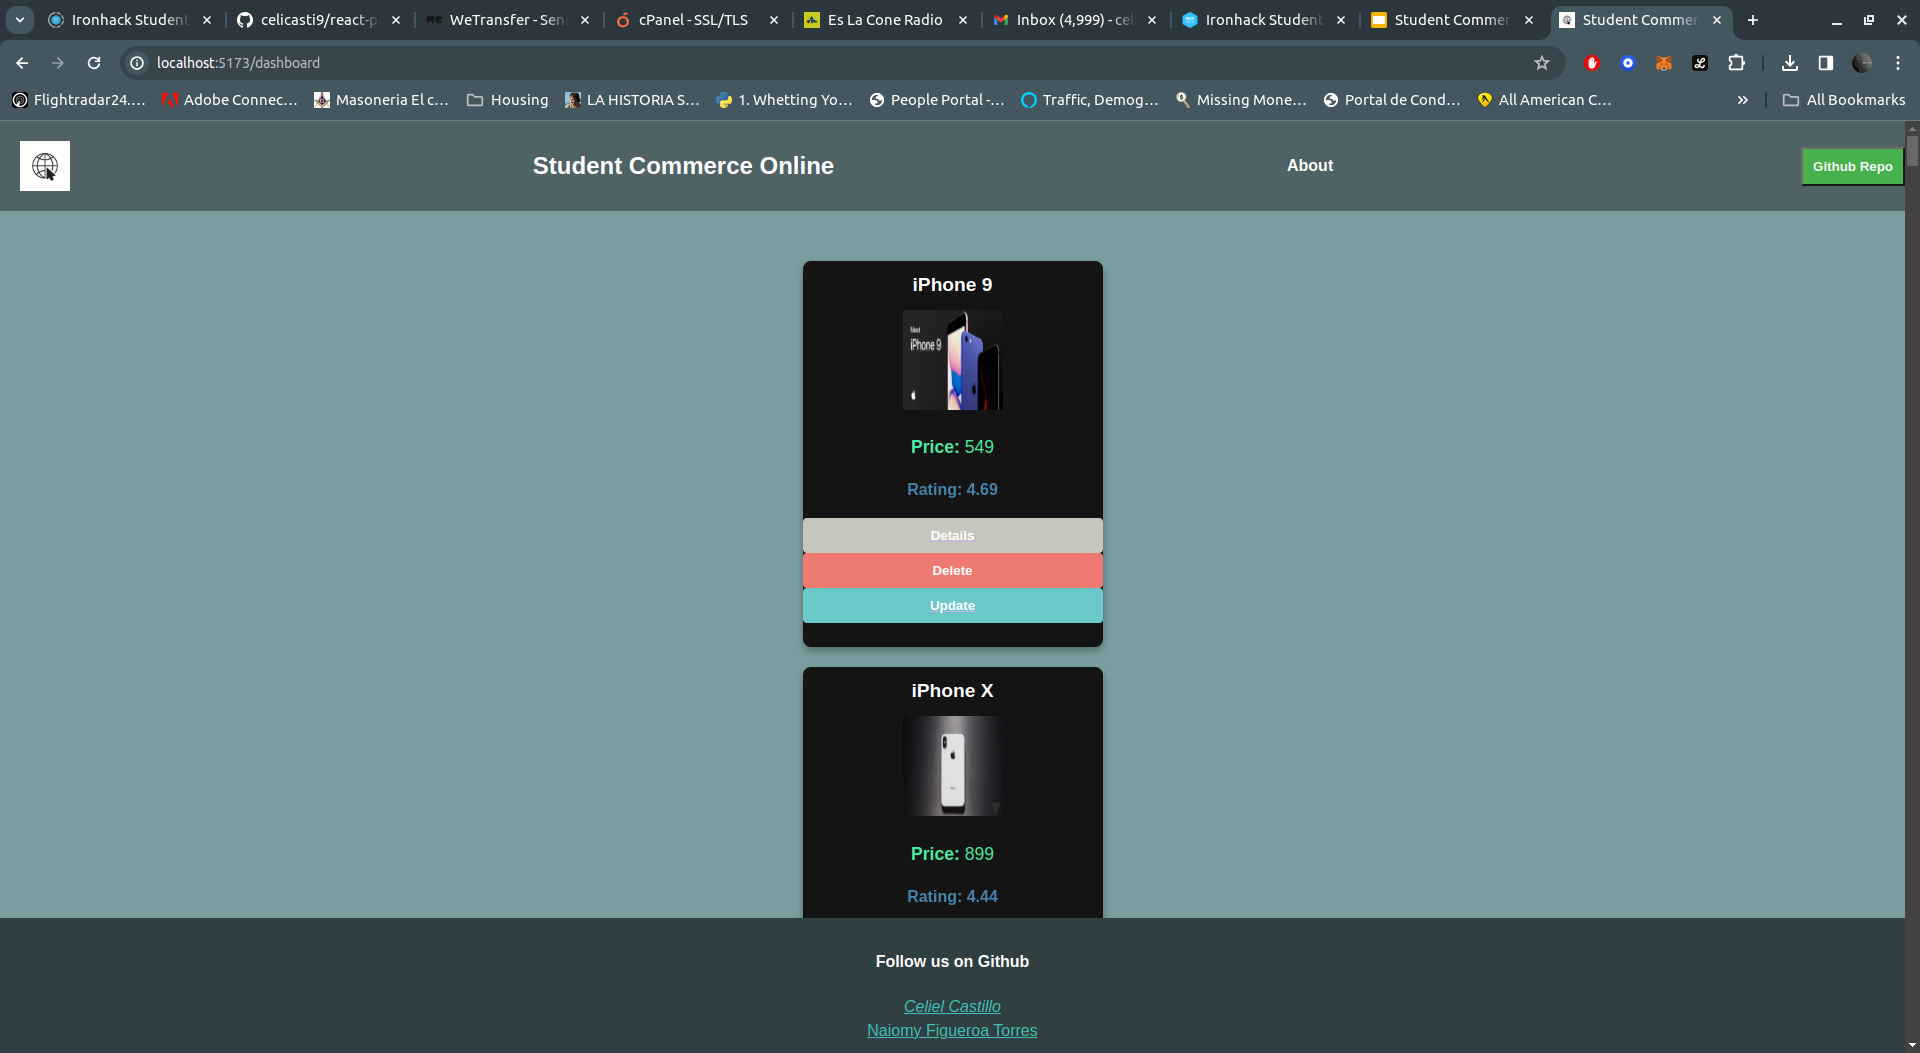 Ironhack Student
celicasti9/react-p
WeTransfer - Sen
cPanel - SSL/TLS
Es La Cone Radio
Inbox (4,999) - cel
Ironhack Student
Student Commer
Student Commer
localhost:5173/dashboard
Flightradar24....
Adobe Connec...
Masoneria El c...
Housing
LA HISTORIA S...
1. Whetting Yo...
People Portal -...
Traffic, Demog...
Missing Mone...
Portal de Cond...
All American C...
All Bookmarks
Student Commerce Online
About
Github Repo
iPhone 9
Next
iPhone 9
Price: 549
Rating: 4.69
Details
Delete
Update
iPhone X
Price: 899
Rating: 4.44
Follow us on Github
Celiel Castillo
Naiomy Figueroa Torres